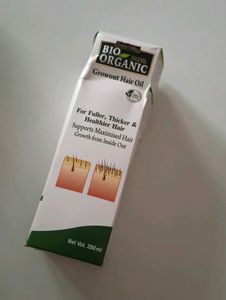 BIO
ORGANIC
Growout Hair Oil
For Fuller, Thicker &
Healthier Hair
Supports Maximised Hair
Growth from Inside Out
Net Vol. 200 ml